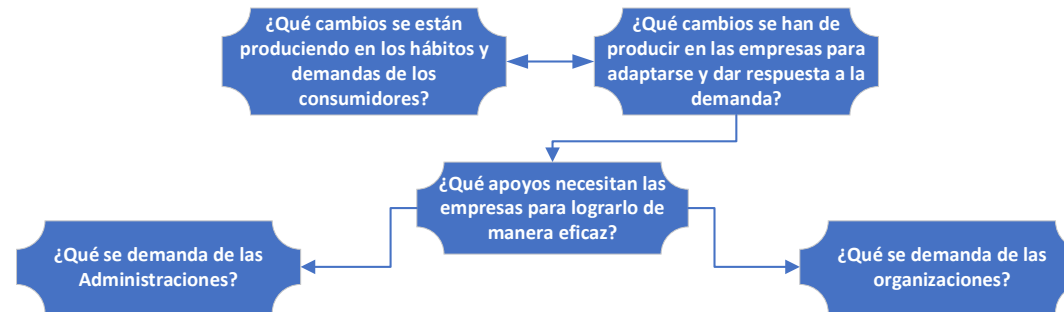 ¿Qué cambios se están
produciendo en los hábitos y
demandas de los
consumidores?
¿Qué cambios se han de
producir en las empresas para
adaptarse y dar respuesta a la
demanda?
¿Qué apoyos necesitan las
empresas para lograrlo de
manera eficaz?
¿Qué se demanda de las
Administraciones?
¿Qué se demanda de las
organizaciones?